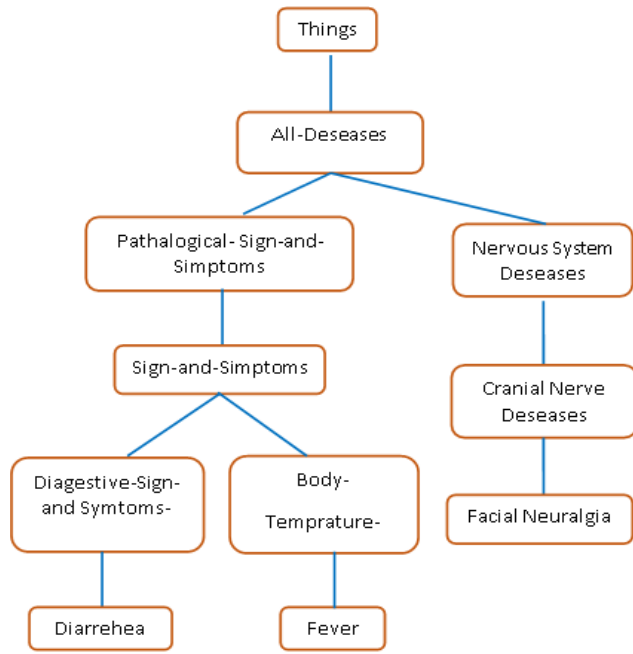 Things
All-Deseases
Pathalogical- Sign-and-
Simptoms
Nervous System
Deseases
Sign-and-Simptoms
Cranial Nerve
Deseases
Diagestive-Sign-
and Symtoms-
Body-
Temprature-
Facial Neuralgia
Diarrehea
Fever